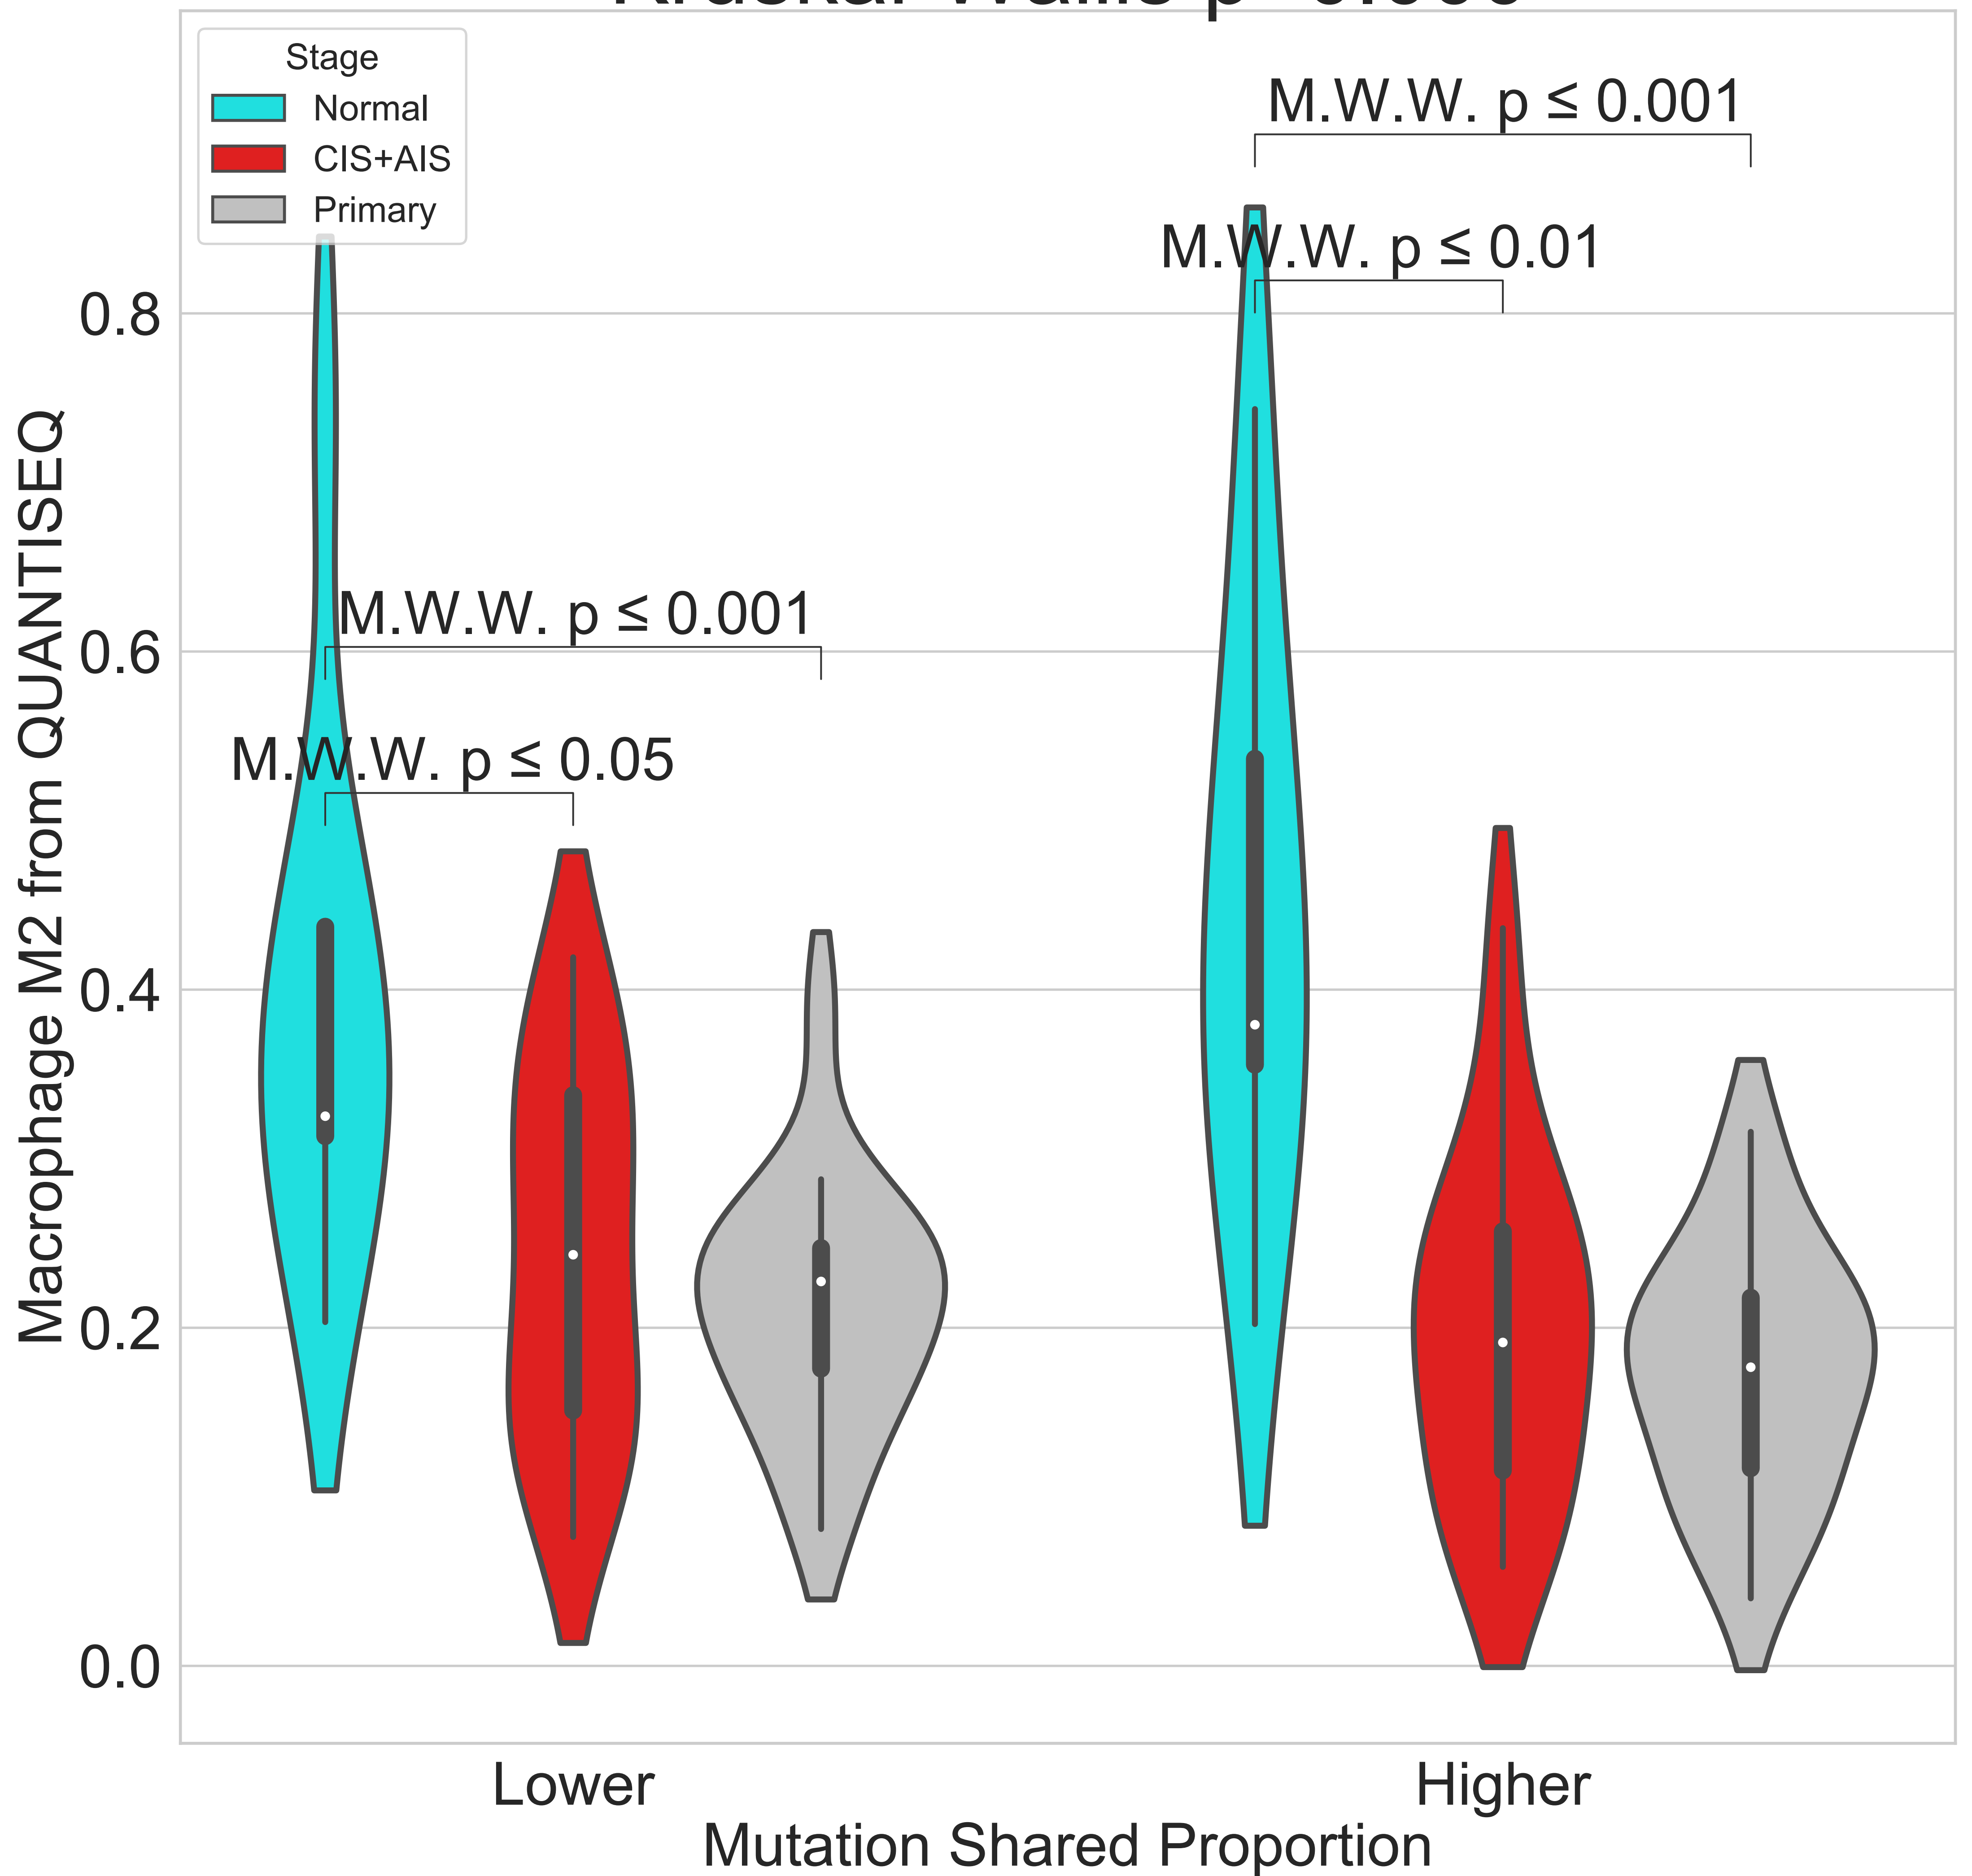 Stage
Normal
CIS+AIS
Primary
M.W.W. p ≤ 0.001
M.W.W. p ≤ 0.01
M.W.W. p ≤ 0.001
M.W.W. p ≤ 0.05
Macrophage M2 from QUANTISEQ
0.8
0.6
0.4
0.2
0.0
Lower
Higher
Mutation Shared Proportion